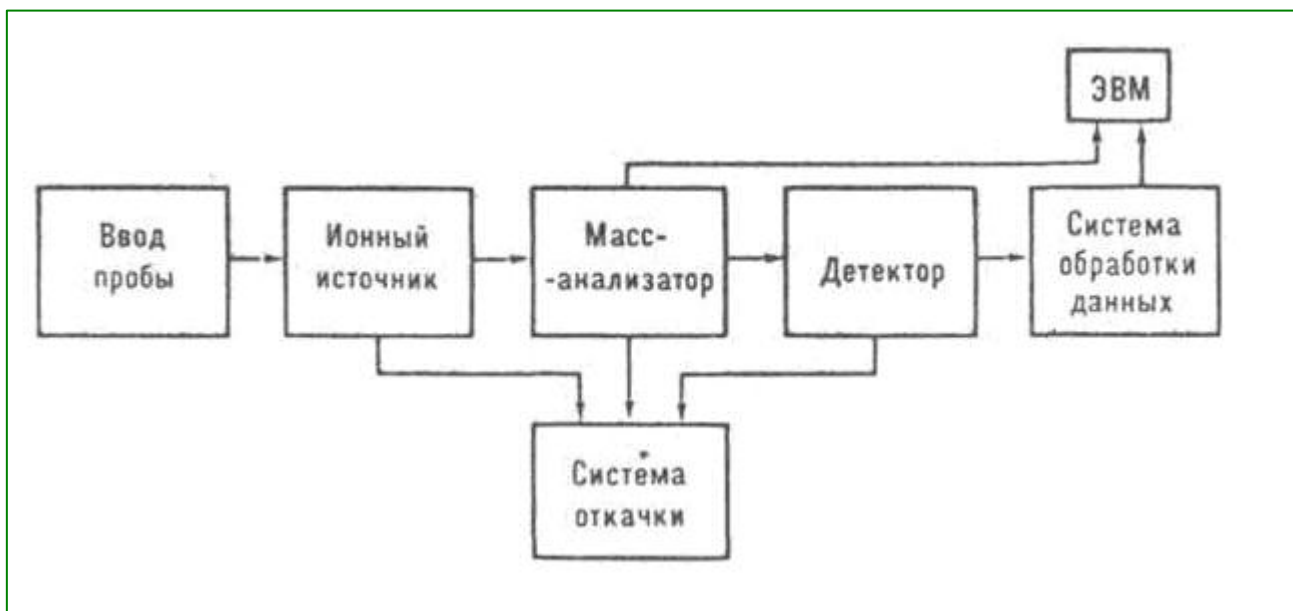 ЭВМ
Ввод
пробы
Ионный
источник
Масс-
-анализатор
Детектор
Система
обработки
данных
Система
откачки